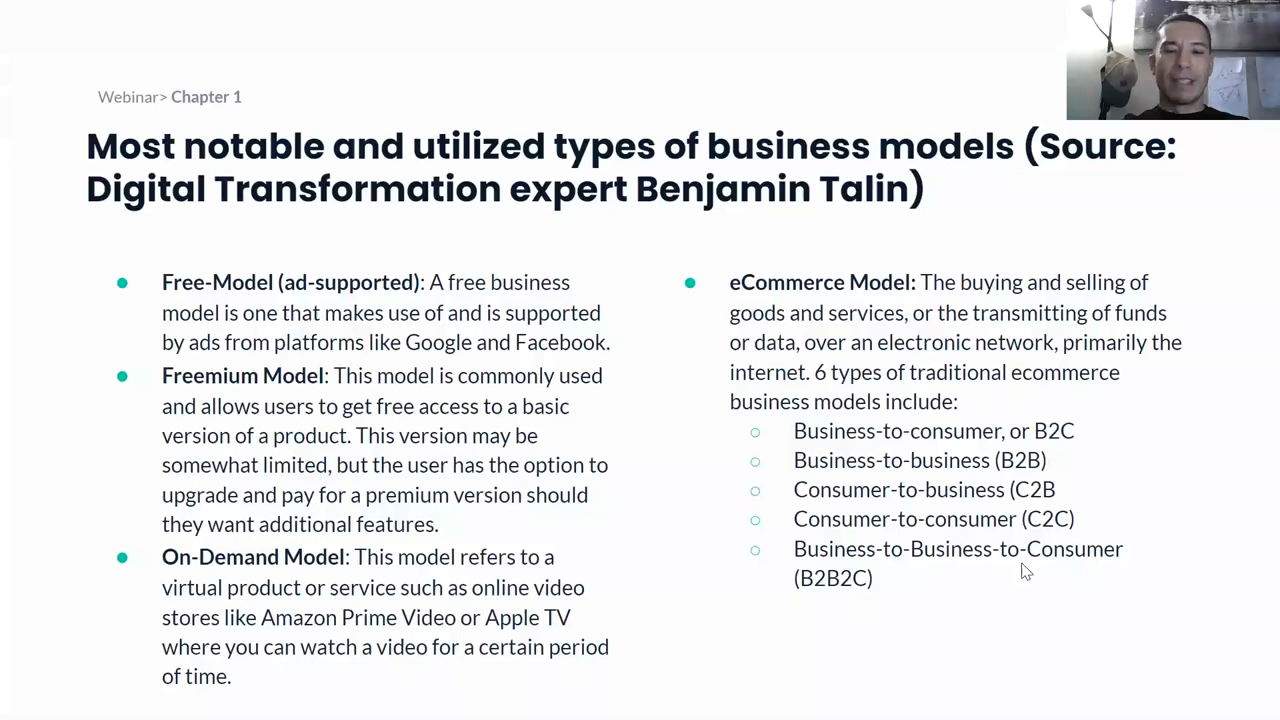 Webinar> Chapter 1
Most notable and utilized types of business models (Source:
Digital Transformation expert Benjamin Talin)
Free-Model (ad-supported): A free business
model is one that makes use of and is supported
by ads from platforms like Google and Facebook.
Freemium Model: This model is commonly used
and allows users to get free access to a basic
version of a product. This version may be
somewhat limited, but the user has the option to
upgrade and pay for a premium version should
they want additional features.
On-Demand Model: This model refers to a
virtual product or service such as online video
stores like Amazon Prime Video or Apple TV
where you can watch a video for a certain period
of time.
eCommerce Model: The buying and selling of
goods and services, or the transmitting of funds
or data, over an electronic network, primarily the
internet. 6 types of traditional ecommerce
business models include:
Business-to-consumer, or B2C
Business-to-business (B2B)
Consumer-to-business (C2B
Consumer-to-consumer (C2C)
Business-to-Business-to-Consumer
(B2B2C)